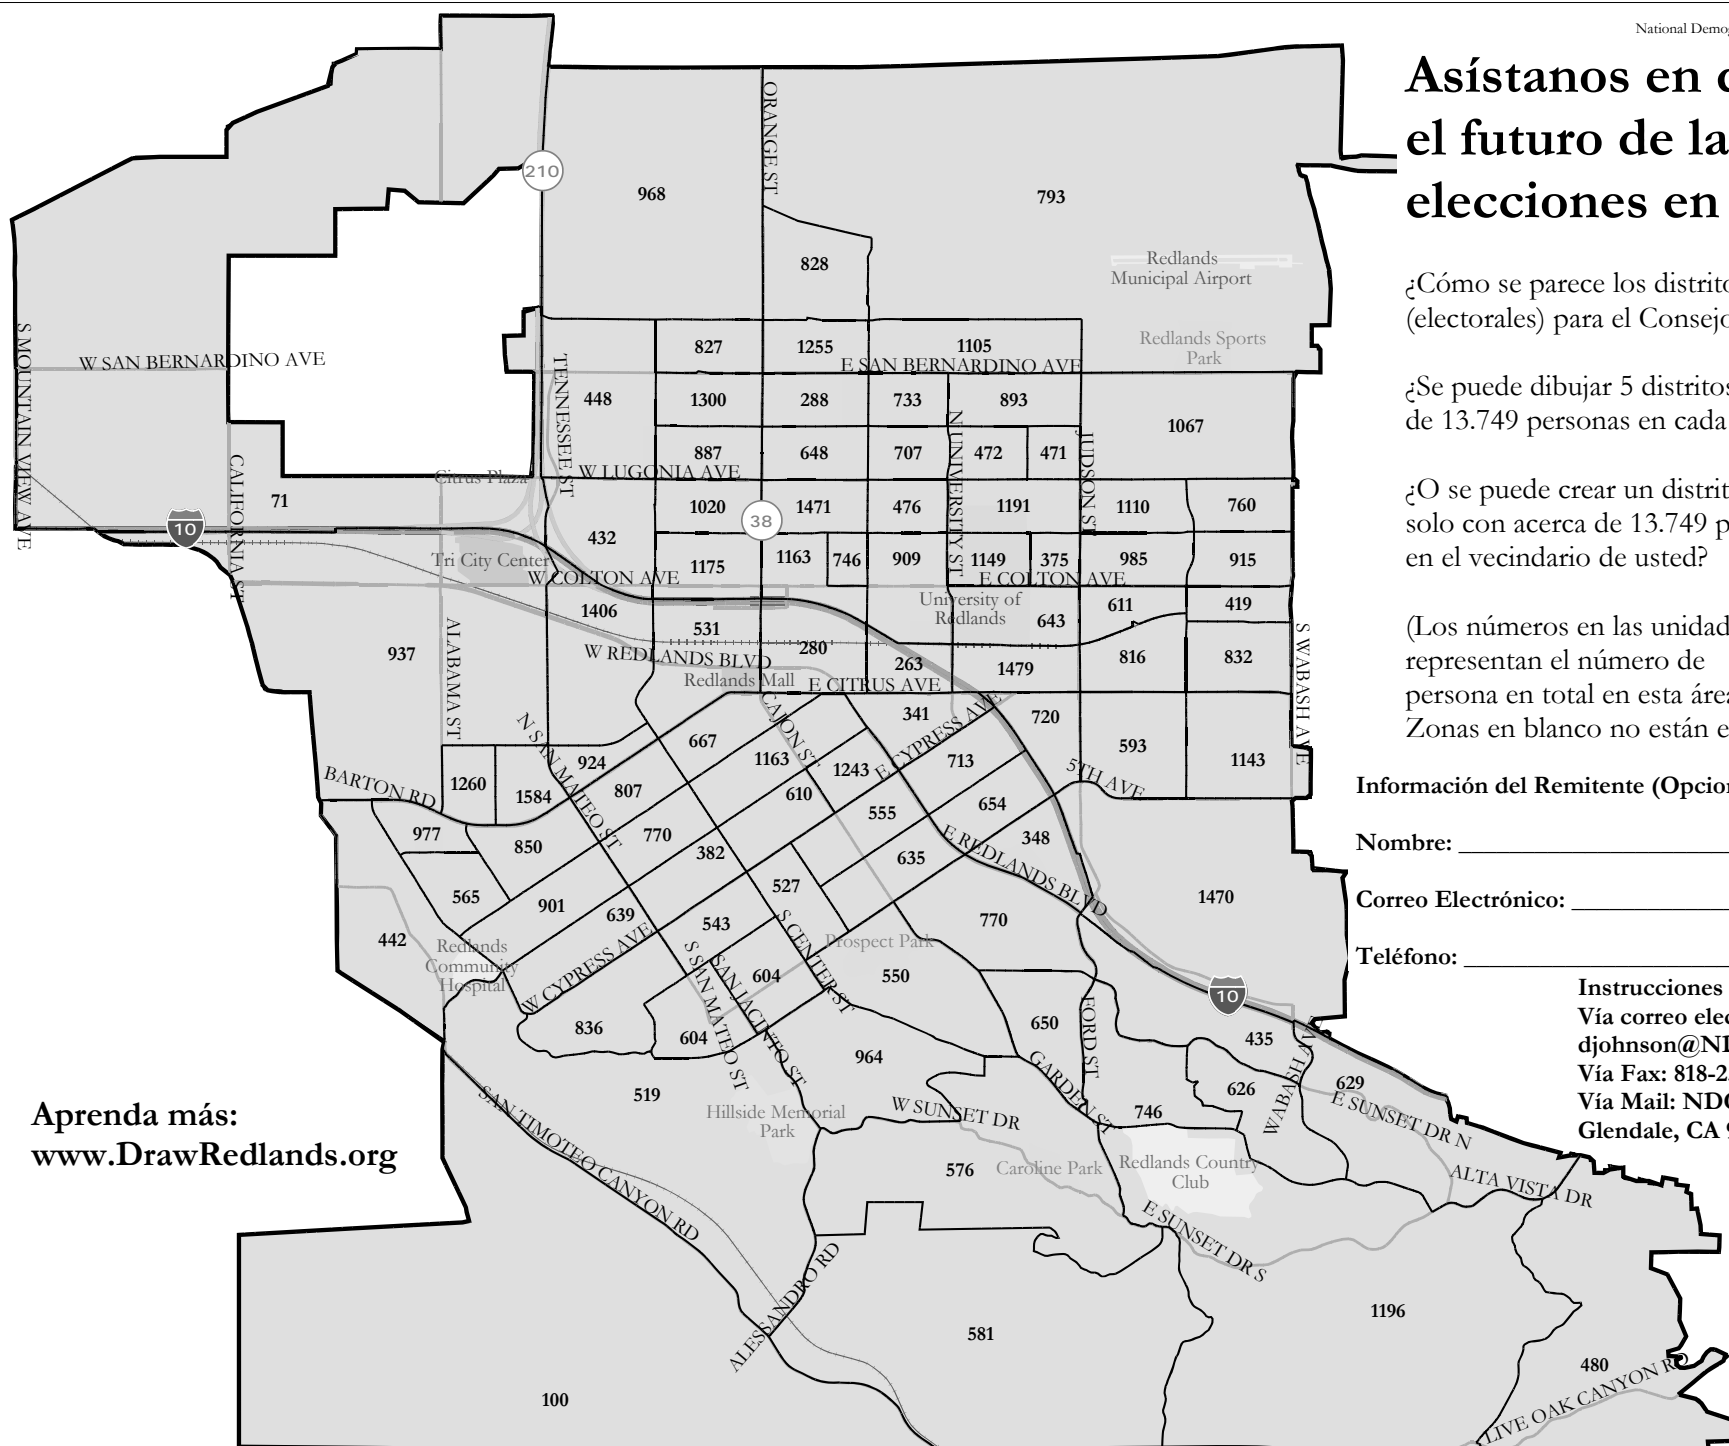 National Demog
Asístanos en d
el futuro de la
elecciones en
¿Cómo se parece los distrito
(electorales) para el Consejo
¿Se puede dibujar 5 distritos
de 13.749 personas en cada
¿O se puede crear un distrit
solo con acerca de 13.749 p
en el vecindario de usted?
(Los números en las unidad
representan el número de
persona en total en esta área
Zonas en blanco no están e
Información del Remitente (Opcion
Nombre:
Correo Electrónico:
Teléfono:
Instrucciones
Vía correo elec
djohnson@ND
Vía Fax: 818-2
Vía Mail: NDC
Glendale, CA 9
Aprenda más:
www.DrawRedlands.org
210
968
ORANGE ST
793
828
Redlands
Municipal Airport
Redlands Sports
Park
827
1255
1105
E SAN BERNARDINO AVE
W SAN BERNARDINO AVE
S MOUNTAIN VIEW AVE
TENNESSEE ST
448
1300
288
733
893
1067
887
648
707
N UNIVERSITY ST
472
471
JUDSON ST
W LUGONIA AVE
Citrus Plaza
CALIFORNIA ST
71
10
1020
1471
476
1191
1110
760
38
432
Tri City Center
1175
1163
746
909
1149
375
985
915
W COLTON AVE
E COLTON AVE
1406
University of
Redlands
643
611
419
531
280
263
1479
816
832
937
ALABAMA ST
W REDLANDS BLVD
Redlands Mall
E CITRUS AVE
S WABASH AVE
341
720
593
1143
N SAN MATEO ST
667
CAJON ST
1163
1243
E CYPRESS AVE
713
5TH AVE
BARTON RD
1260
1584
924
807
610
555
654
348
977
850
770
382
635
E REDLANDS BLVD
565
901
639
527
543
770
1470
442
Redlands
Community
Hospital
W CYPRESS AVE
S SAN MATEO ST
SAN JACINTO ST
604
S CENTER ST
Prospect Park
550
836
604
964
650
FORD ST
10
435
519
SAN TIMOTEO CANYON RD
Hillside Memorial
Park
W SUNSET DR
GARDEN ST
746
626
WABASH AVE
629
E SUNSET DR N
576
Caroline Park
Redlands Country
Club
ALTA VISTA DR
E SUNSET DR S
ALESSANDRO RD
581
1196
480
LIVE OAK CANYON RD
100